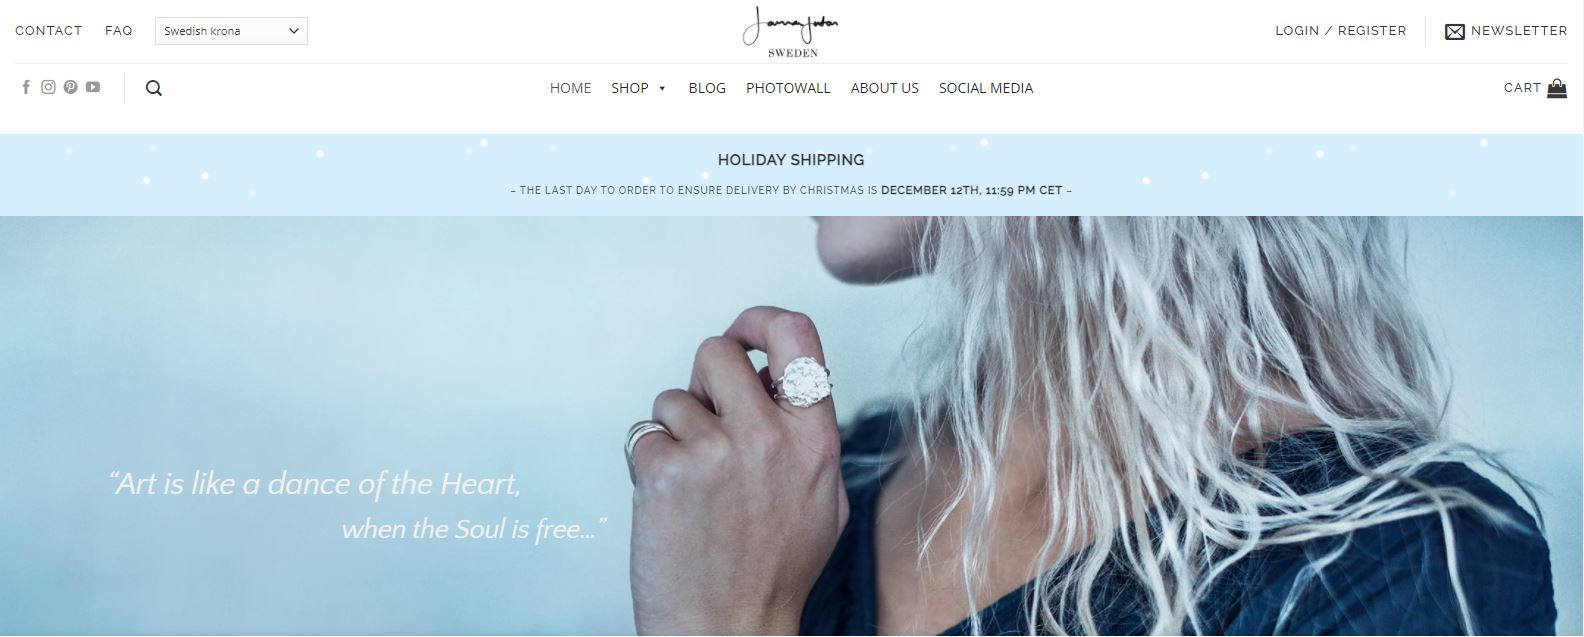 CONTACT
FAQ
Swedish krona
SWEDEN
LOGIN / REGISTER
NEWSLETTER
HOME
SHOP
BLOG
PHOTOWALL
ABOUT US
SOCIAL MEDIA
CART
HOLIDAY SHIPPING
– THE LAST DAY TO ORDER TO ENSURE DELIVERY BY CHRISTMAS IS DECEMBER 12TH, 11:59 PM CET –
“Art is like a dance of the Heart,
when the Soul is free...”